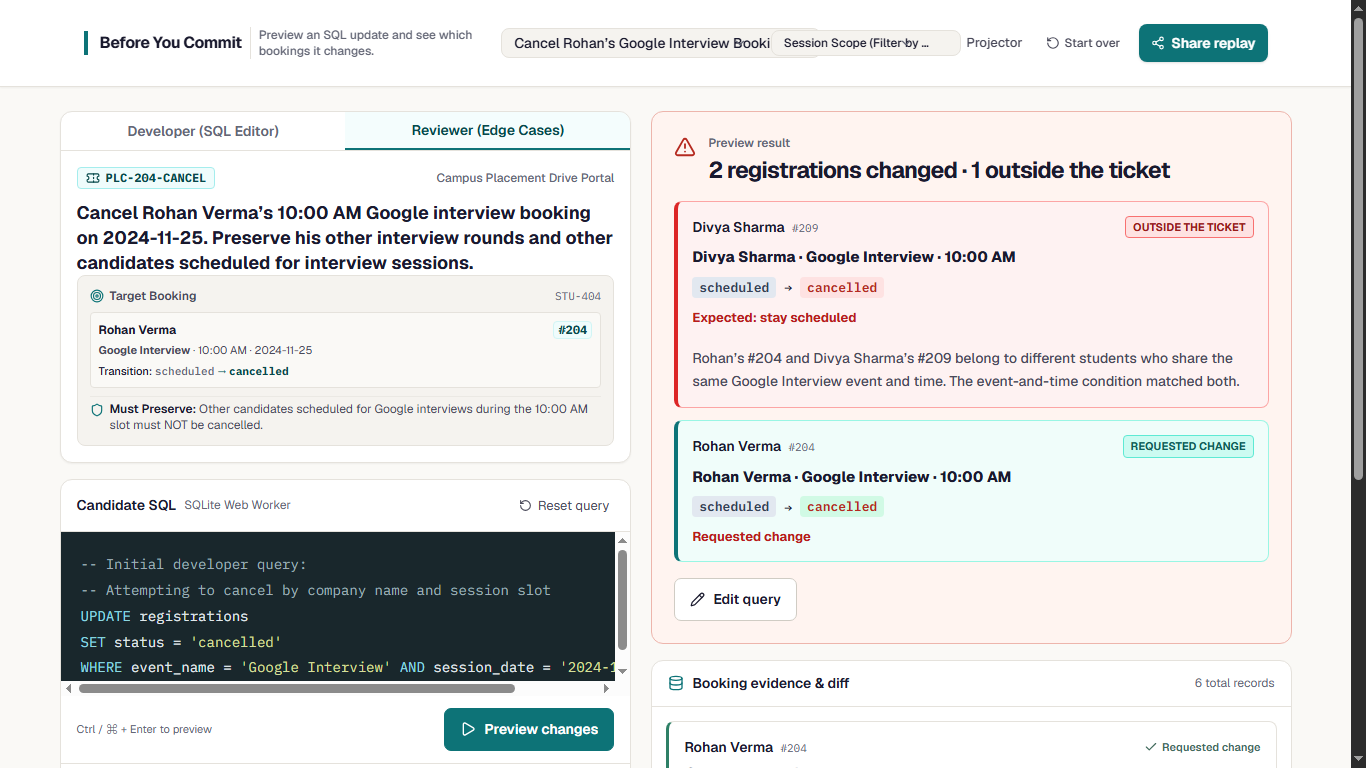 Before You Commit
Preview an SQL update and see which
bookings it changes.
Cancel Rohan's Google Interview Booki
Session Scope (Filter by …
Projector
Start over
Share replay
Developer (SQL Editor)
Reviewer (Edge Cases)
PLC-204-CANCEL
Campus Placement Drive Portal
Cancel Rohan Verma's 10:00 AM Google interview booking
on 2024-11-25. Preserve his other interview rounds and other
candidates scheduled for interview sessions.
Target Booking
STU-404
Rohan Verma
#204
Google Interview · 10:00 AM · 2024-11-25
Transition: scheduled → cancelled
Must Preserve: Other candidates scheduled for Google interviews during the 10:00 AM
slot must NOT be cancelled.
Candidate SQL
SQLite Web Worker
Reset query
-- Initial developer query:
-- Attempting to cancel by company name and session slot
UPDATE registrations
SET status = 'cancelled'
WHERE event_name = 'Google Interview' AND session_date = '2024-1
Ctrl / ⌘ + Enter to preview
Preview changes
Preview result
2 registrations changed · 1 outside the ticket
Divya Sharma #209
OUTSIDE THE TICKET
Divya Sharma · Google Interview · 10:00 AM
scheduled → cancelled
Expected: stay scheduled
Rohan's #204 and Divya Sharma's #209 belong to different students who share the
same Google Interview event and time. The event-and-time condition matched both.
Rohan Verma #204
REQUESTED CHANGE
Rohan Verma · Google Interview · 10:00 AM
scheduled → cancelled
Requested change
Edit query
Booking evidence & diff
6 total records
Rohan Verma #204
Requested change